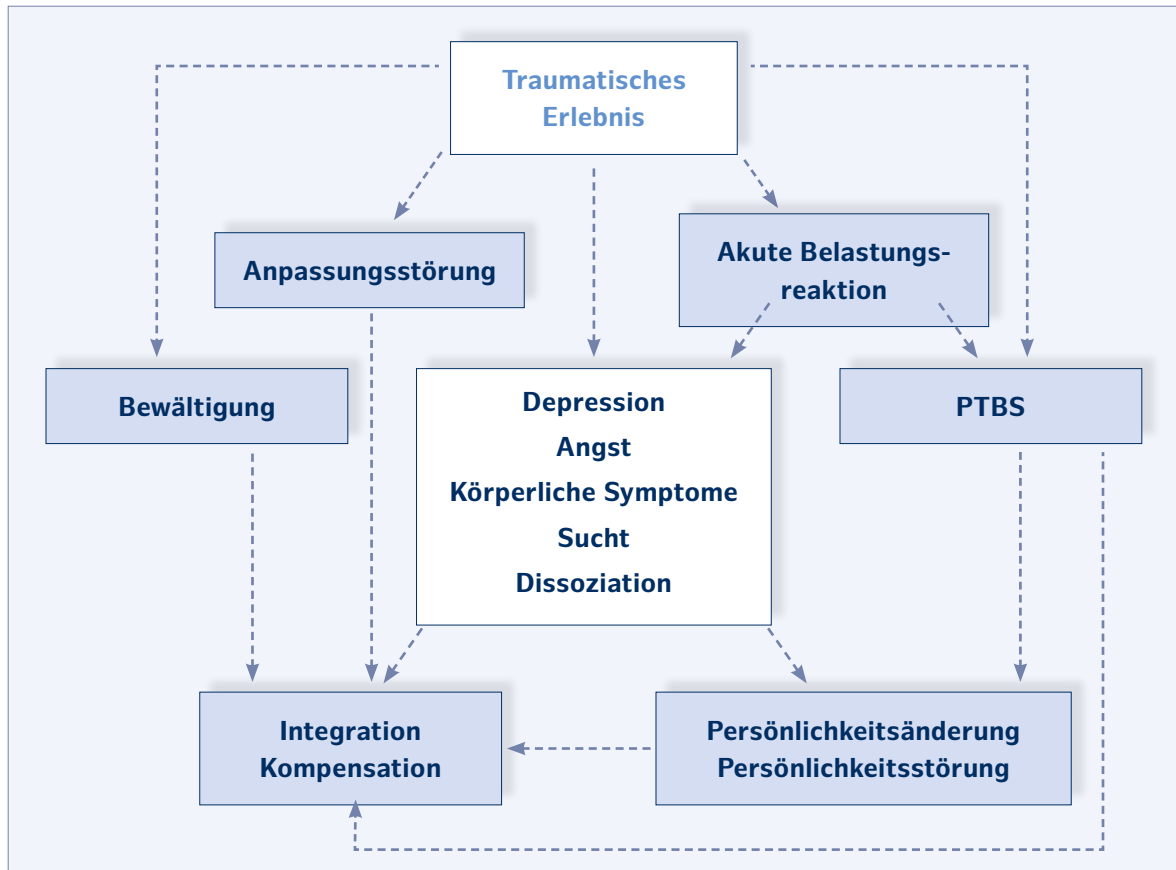 Traumatisches
Erlebnis
Anpassungsstörung
Akute Belastungs-
reaktion
Bewältigung
Depression
Angst
Körperliche Symptome
Sucht
Dissoziation
PTBS
Integration
Kompensation
Persönlichkeitsänderung
Persönlichkeitsstörung